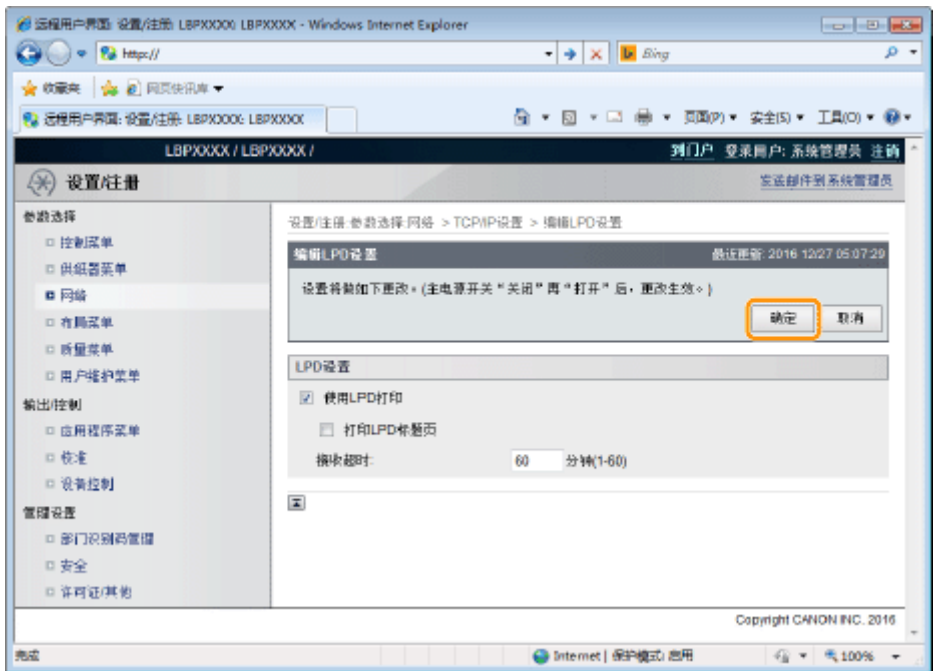 远程用户界面: 设置/注册: LBPXXXX: LBPXXXX - Windows Internet Explorer
http://
Bing
收藏夹 网页快讯库
远程用户界面: 设置/注册: LBPXXXX: LBPXXXX
页面(P) 安全(S) 工具(O)
LBPXXXX / LBPXXXX /
到门户 登录用户: 系统管理员 注销
设置/注册
发送邮件到系统管理员
参数选择
控制菜单
供纸器菜单
网络
布局菜单
质量菜单
用户维护菜单
输出/控制
应用程序菜单
校准
设备控制
管理设置
部门识别码管理
安全
许可证/其他
设置/注册:参数选择:网络 > TCP/IP设置 > 编辑LPD设置
编辑LPD设置
最近更新: 2016 12/27 05:07:29
设置将做如下更改。(主电源开关“关闭”再“打开”后，更改生效。)
确定 取消
LPD设置
使用LPD打印
打印LPD标题页
接收超时: 60 分钟(1-60)
Copyright CANON INC. 2016
完成
Internet | 保护模式: 启用
100%